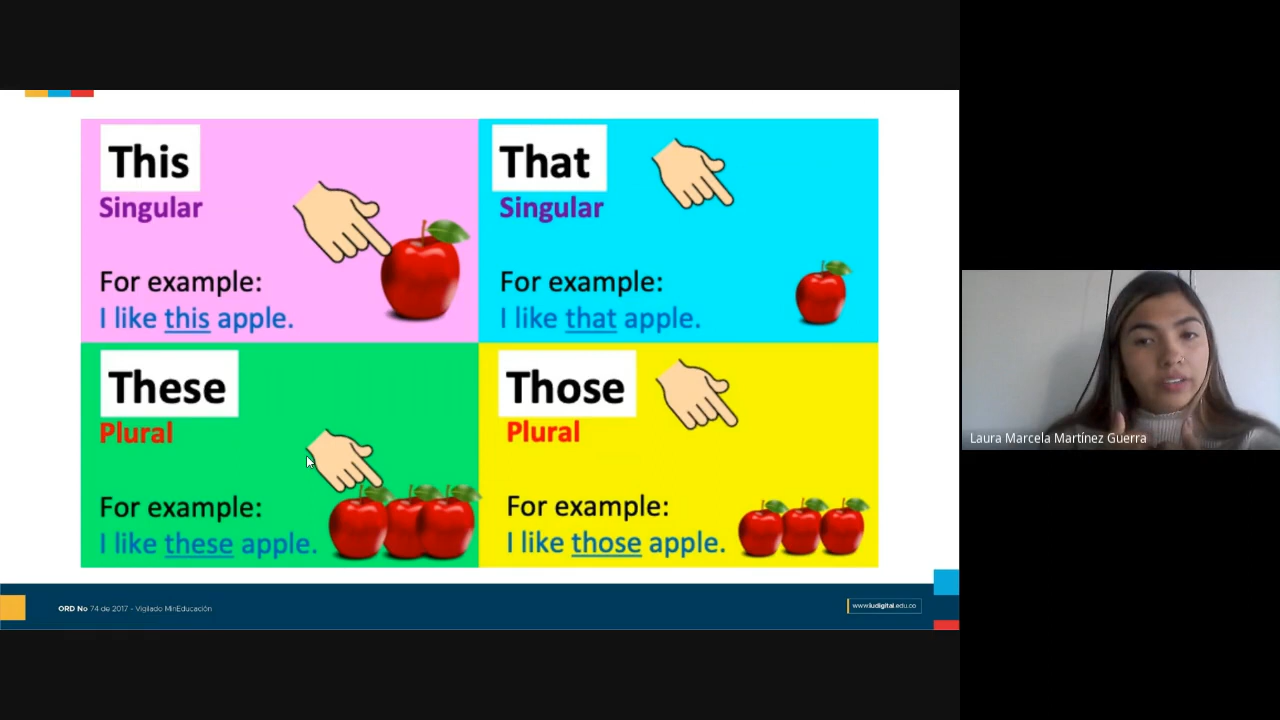 This
Singular
For example:
I like this apple.
That
Singular
For example:
I like that apple.
These
Plural
For example:
I like these apple.
Those
Plural
For example:
I like those apple.
Laura Marcela Martínez Guerra
ORD No 74 de 2017 - Vigilado MinEducación
www.iudigital.edu.co